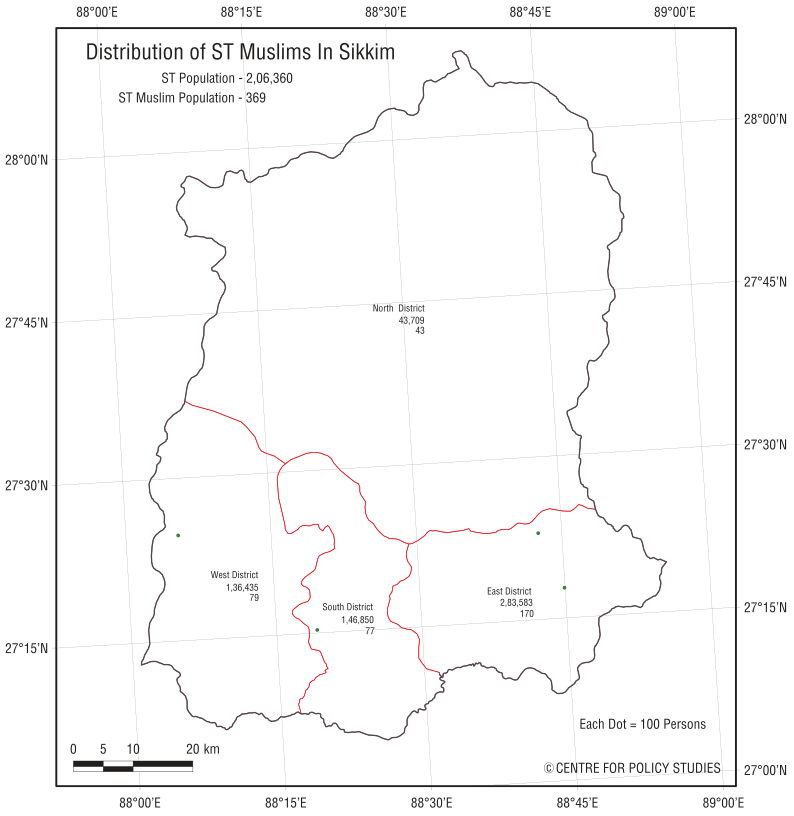 88°00'E 88°15'E 88°30'E 88°45'E 89°00'E
Distribution of ST Muslims In Sikkim
ST Population - 2,06,360
ST Muslim Population - 369
28°00'N
28°00'N
27°45'N
North District
43,709
43
27°45'N
27°30'N
27°30'N
West District
1,36,435
79
South District
1,46,850
77
East District
2,83,583
170
27°15'N
27°15'N
Each Dot = 100 Persons
0 5 10 20 km
© CENTRE FOR POLICY STUDIES
27°00'N
88°00'E 88°15'E 88°30'E 88°45'E 89°00'E